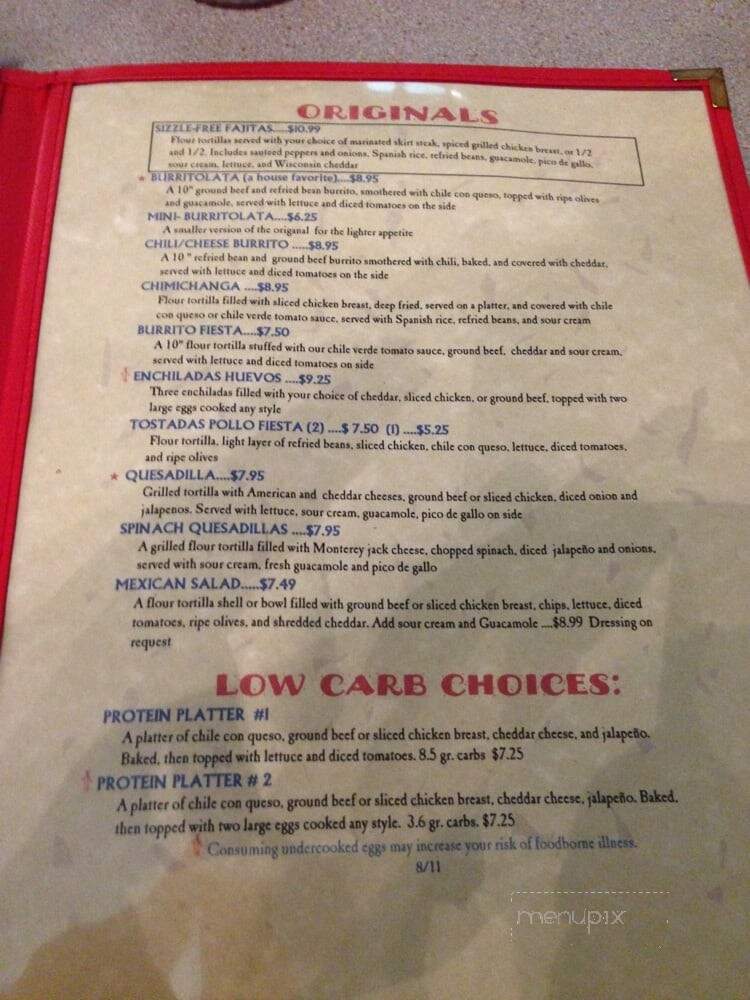 ORIGINALS
SIZZLE-FREE FAJITAS.....$10.99
Flour tortillas served with your choice of marinated skirt steak, spiced grilled chicken breast, or 1/2
and 1/2. Includes sauteed peppers and onions, Spanish rice, refried beans, guacamole, pico de gallo,
sour cream, lettuce, and Wisconsin cheddar
★ BURRITOLATA (a house favorite)....$8.95
A 10" ground beef and refried bean burrito, smothered with chile con queso, topped with ripe olives
and guacamole, served with lettuce and diced tomatoes on the side
MINI- BURRITOLATA....$6.25
A smaller version of the origanal for the lighter appetite
CHILI/CHEESE BURRITO .....$8.95
A 10 " refried bean and ground beef burrito smothered with chili, baked, and covered with cheddar,
served with lettuce and diced tomatoes on the side
CHIMICHANGA ....$8.95
Flour tortilla filled with sliced chicken breast, deep fried, served on a platter, and covered with chile
con queso or chile verde tomato sauce, served with Spanish rice, refried beans, and sour cream
BURRITO FIESTA....$7.50
A 10" flour tortilla stuffed with our chile verde tomato sauce, ground beef, cheddar and sour cream,
served with lettuce and diced tomatoes on side
ENCHILADAS HUEVOS ....$9.25
Three enchiladas filled with your choice of cheddar, sliced chicken, or ground beef, topped with two
large eggs cooked any style
TOSTADAS POLLO FIESTA (2) ....$ 7.50 (1) ....$5.25
Flour tortilla, light layer of refried beans, sliced chicken, chile con queso, lettuce, diced tomatoes,
and ripe olives
★ QUESADILLA....$7.95
Grilled tortilla with American and cheddar cheeses, ground beef or sliced chicken, diced onion and
jalapenos. Served with lettuce, sour cream, guacamole, pico de gallo on side
SPINACH QUESADILLAS ....$7.95
A grilled flour tortilla filled with Monterey jack cheese, chopped spinach, diced jalapeño and onions,
served with sour cream, fresh guacamole and pico de gallo
MEXICAN SALAD.....$7.49
A flour tortilla shell or bowl filled with ground beef or sliced chicken breast, chips, lettuce, diced
tomatoes, ripe olives, and shredded cheddar. Add sour cream and Guacamole ....$8.99 Dressing on
request
LOW CARB CHOICES:
PROTEIN PLATTER #1
A platter of chile con queso, ground beef or sliced chicken breast, cheddar cheese, and jalapeño.
Baked, then topped with lettuce and diced tomatoes. 8.5 gr. carbs $7.25
PROTEIN PLATTER # 2
A platter of chile con queso, ground beef or sliced chicken breast, cheddar cheese, jalapeño. Baked,
then topped with two large eggs cooked any style. 3.6 gr. carbs. $7.25
Consuming undercooked eggs may increase your risk of foodborne illness.
8/11
menupix